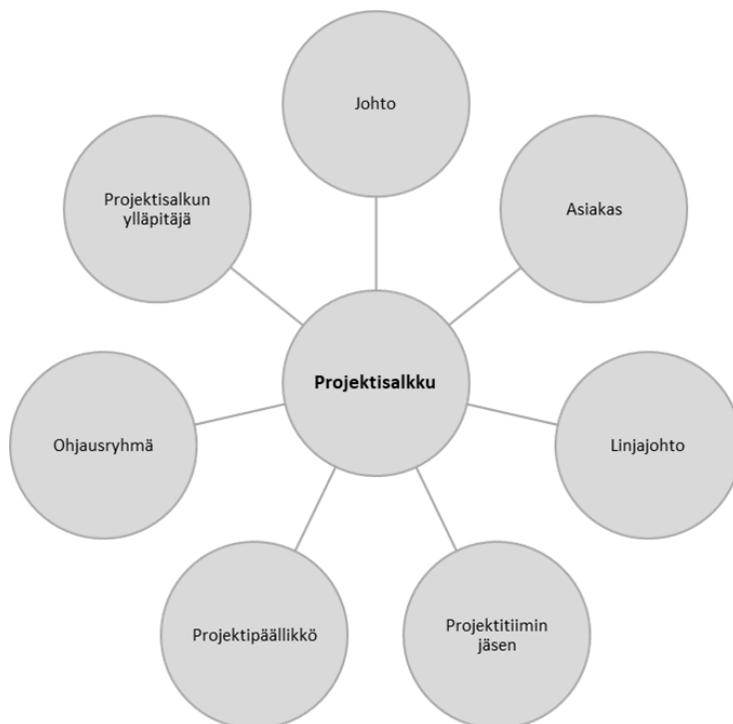 Johto
Projektisalkun
ylläpitäjä
Asiakas
Projektisalkku
Ohjausryhmä
Linjajohto
Projektipäällikkö
Projektitiimin
jäsen